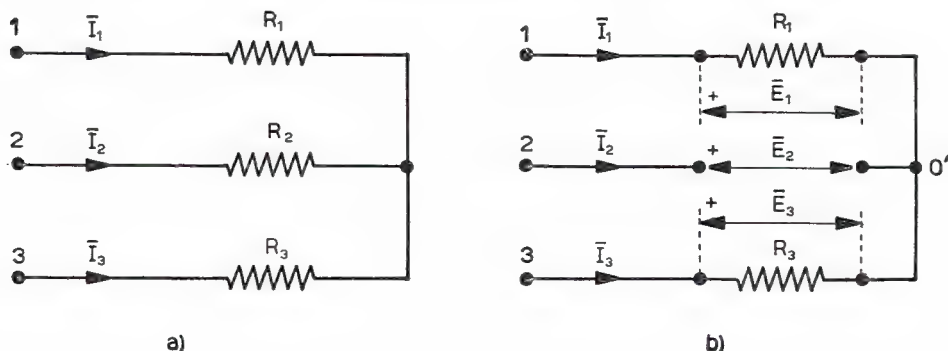 1 Ī₁ R₁
2 Ī₂ R₂
3 Ī₃ R₃
a)
1 Ī₁ R₁
+ Ē₁
2 Ī₂ + Ē₂ 0'
+ Ē₃
3 Ī₃ R₃
b)